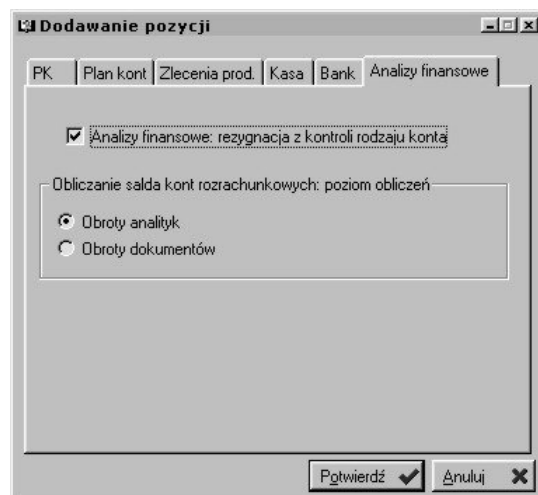 Dodawanie pozycji
PK Plan kont Zlecenia prod. Kasa Bank Analizy finansowe
Analizy finansowe: rezygnacja z kontroli rodzaju konta
Obliczanie salda kont rozrachunkowych: poziom obliczeń
Obroty analityk
Obroty dokumentów
Potwierdź Anuluj